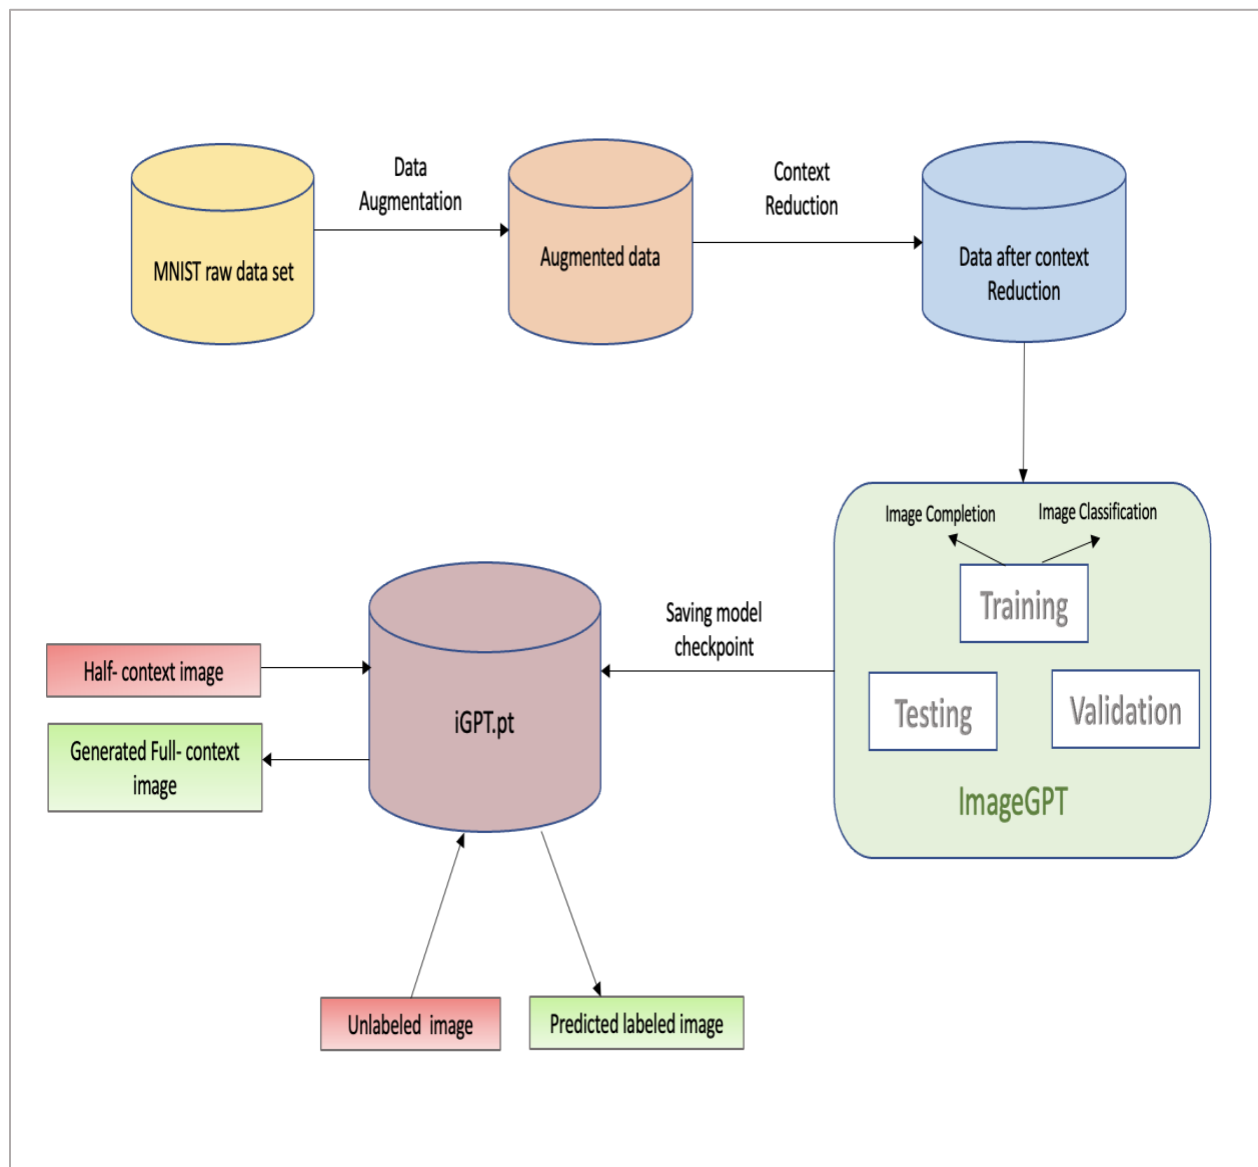 MNIST raw data set
Data
Augmentation
Augmented data
Context
Reduction
Data after context
Reduction
Image Completion
Image Classification
Training
Testing
Validation
ImageGPT
Saving model
checkpoint
iGPT.pt
Half- context image
Generated Full- context
image
Unlabeled image
Predicted labeled image